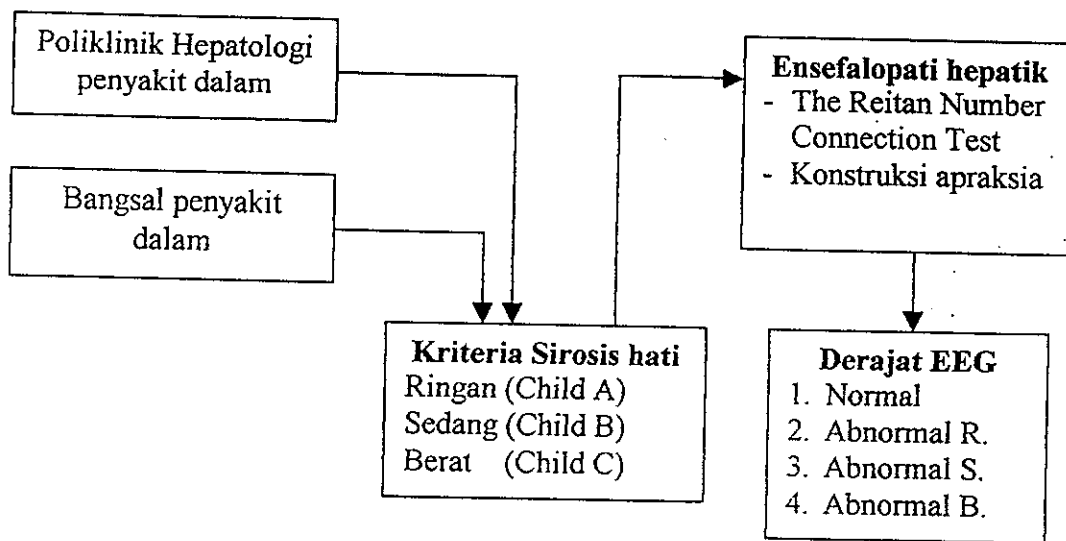 Poliklinik Hepatologi
penyakit dalam
Bangsal penyakit
dalam
Kriteria Sirosis hati
Ringan (Child A)
Sedang (Child B)
Berat (Child C)
Ensefalopati hepatik
- The Reitan Number
Connection Test
- Konstruksi apraksia
Derajat EEG
1. Normal
2. Abnormal R.
3. Abnormal S.
4. Abnormal B.